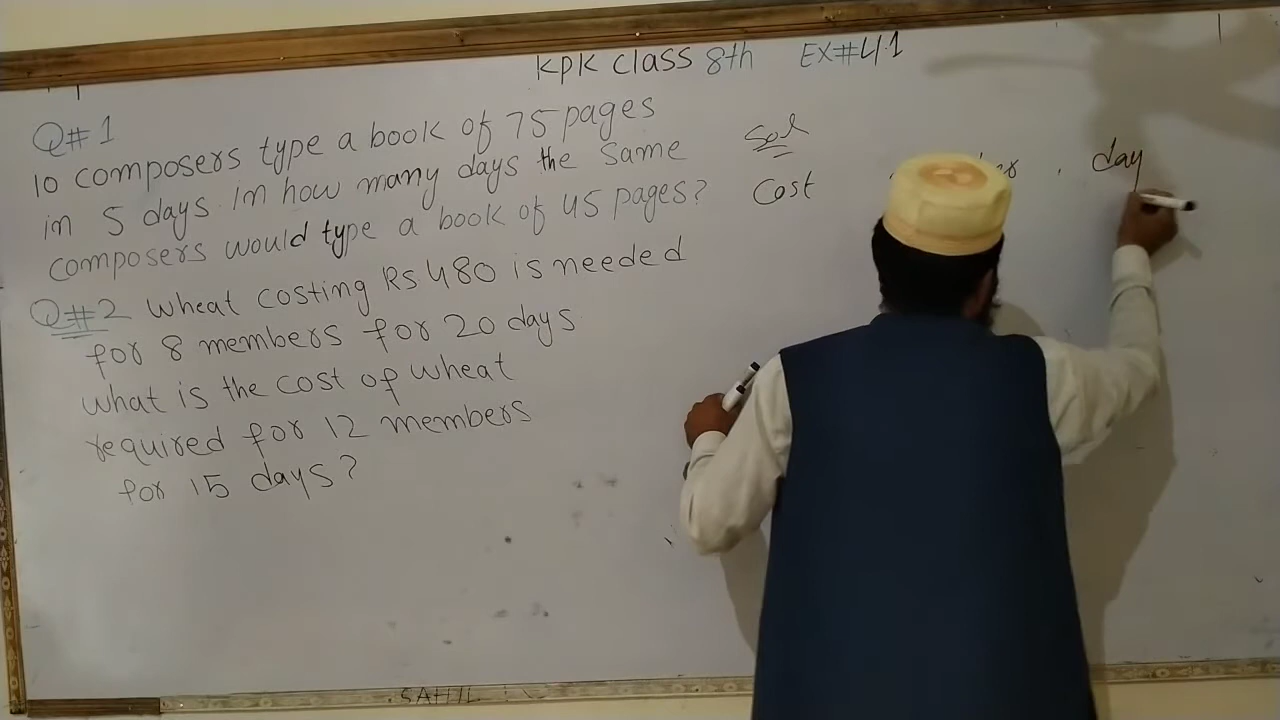 KPK Class 8th EX#4.1
Q#1
10 composers type a book of 75 pages
in 5 days. in how many days the same
composers would type a book of 45 pages?
Q#2 Wheat costing Rs 480 is needed
for 8 members for 20 days
What is the cost of wheat
required for 12 members
for 15 days?
Sol
Cost , day
SAHIL